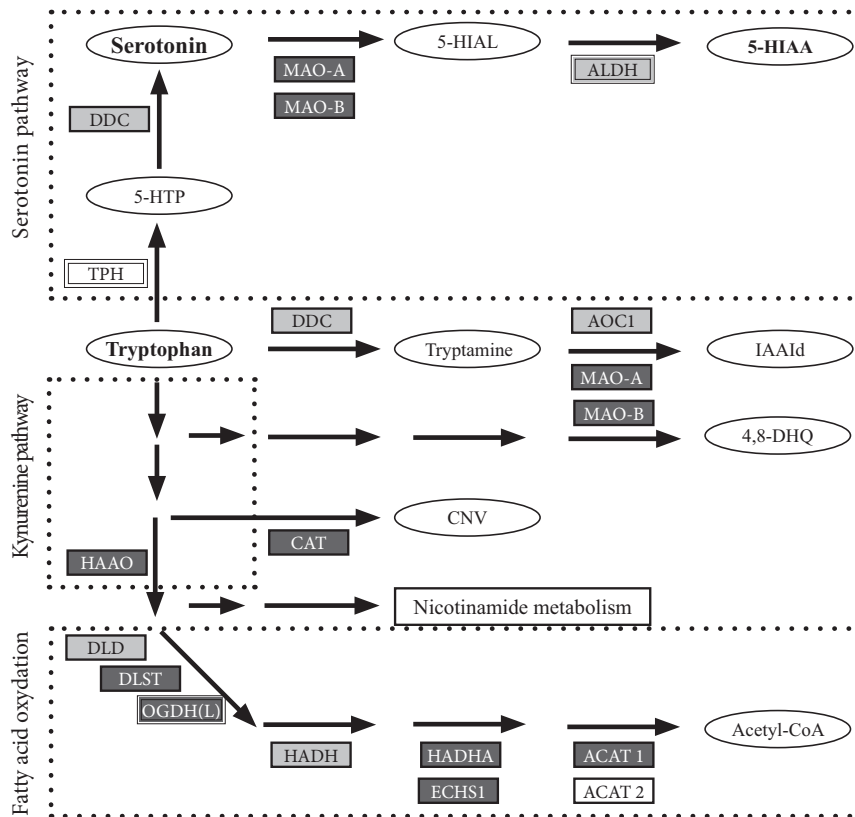 Serotonin pathway
Serotonin
5-HIAL
5-HIAA
MAO-A
ALDH
MAO-B
DDC
5-HTP
TPH
DDC
AOC1
Tryptophan
Tryptamine
IAAId
MAO-A
MAO-B
Kynurenine pathway
4,8-DHQ
CNV
CAT
HAAO
Nicotinamide metabolism
Fatty acid oxydation
DLD
DLST
OGDH(L)
Acetyl-CoA
HADH
HADHA
ACAT 1
ECHS1
ACAT 2